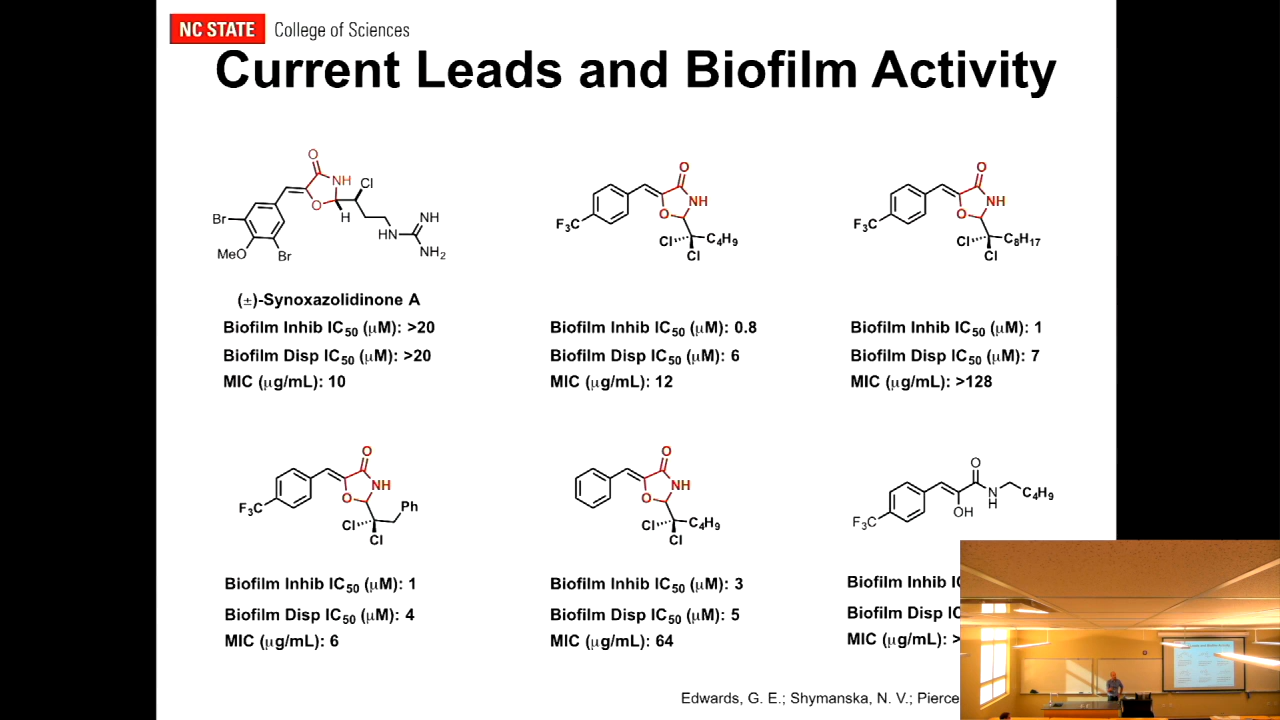 NC STATE College of Sciences
Current Leads and Biofilm Activity
O
NH
Cl
O
H
Br
MeO
Br
HN
NH
NH2
(±)-Synoxazolidinone A
Biofilm Inhib IC50 (μM): >20
Biofilm Disp IC50 (μM): >20
MIC (μg/mL): 10
O
NH
O
F3C
Cl
C4H9
Cl
Biofilm Inhib IC50 (μM): 0.8
Biofilm Disp IC50 (μM): 6
MIC (μg/mL): 12
O
NH
O
F3C
Cl
C8H17
Cl
Biofilm Inhib IC50 (μM): 1
Biofilm Disp IC50 (μM): 7
MIC (μg/mL): >128
O
NH
O
F3C
Ph
Cl
Cl
Biofilm Inhib IC50 (μM): 1
Biofilm Disp IC50 (μM): 4
MIC (μg/mL): 6
O
NH
O
Cl
C4H9
Cl
Biofilm Inhib IC50 (μM): 3
Biofilm Disp IC50 (μM): 5
MIC (μg/mL): 64
O
N
H
C4H9
OH
F3C
Biofilm Inhib IC
Biofilm Disp IC
MIC (μg/mL): >
Edwards, G. E.; Shymanska, N. V.; Pierce